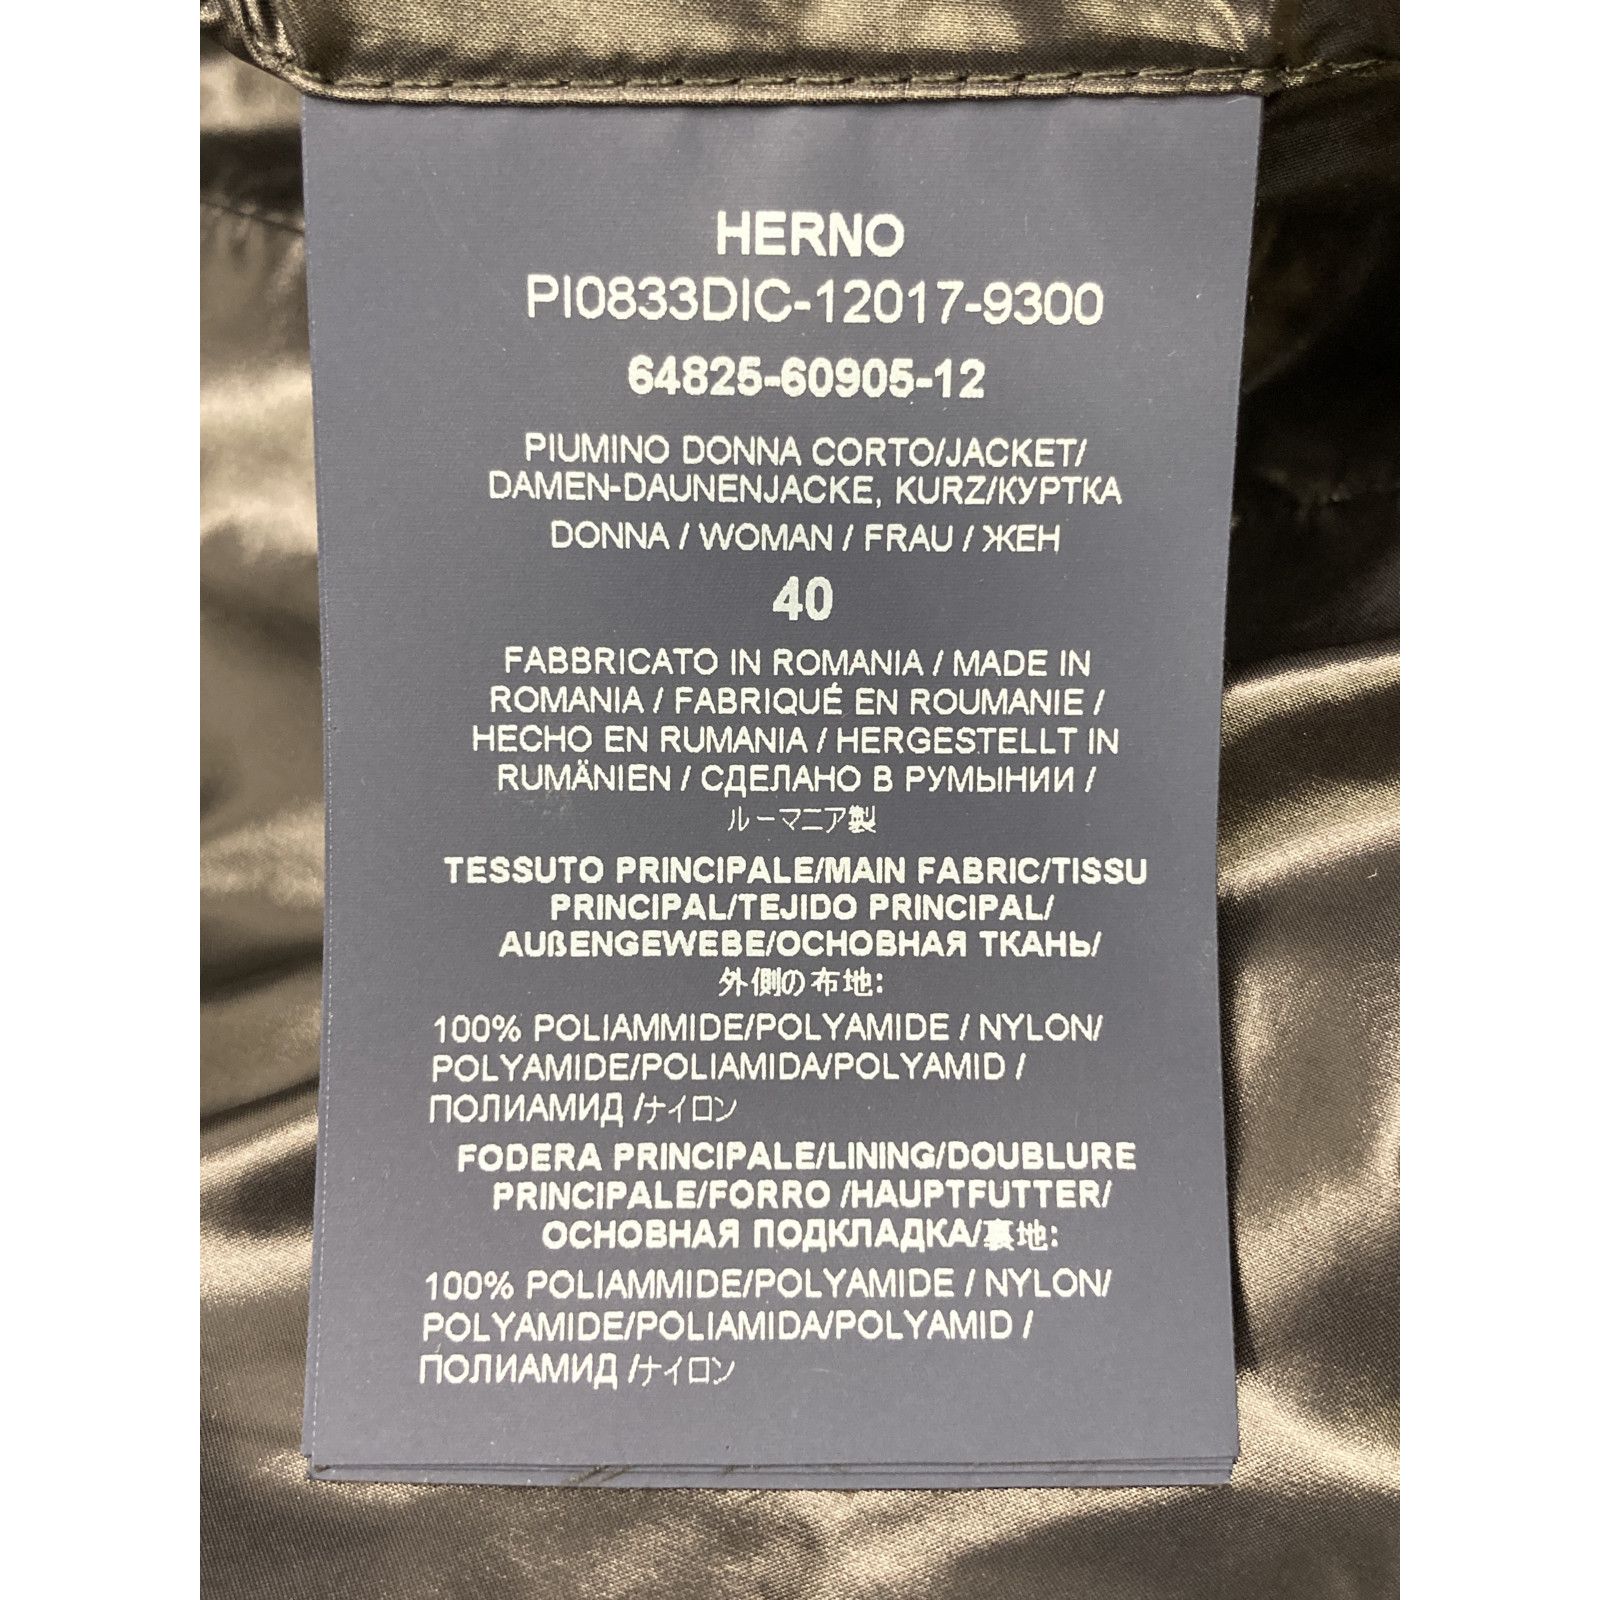 HERNO
PI0833DIC-12017-9300
64825-60905-12
PIUMINO DONNA CORTO/JACKET/
DAMEN-DAUNENJACKE, KURZ/КУРТКА
DONNA / WOMAN / FRAU / ЖЕН
40
FABBRICATO IN ROMANIA / MADE IN
ROMANIA / FABRIQUÉ EN ROUMANIE /
HECHO EN RUMANIA / HERGESTELLT IN
RUMÄNIEN / СДЕЛАНО В РУМЫНИИ /
ルーマニア製
TESSUTO PRINCIPALE/MAIN FABRIC/TISSU
PRINCIPAL/TEJIDO PRINCIPAL/
AUßENGEWEBE/ОСНОВНАЯ ТКАНЬ/
外側の布地:
100% POLIAMMIDE/POLYAMIDE / NYLON/
POLYAMIDE/POLIAMIDA/POLYAMID /
ПОЛИАМИД /ナイロン
FODERA PRINCIPALE/LINING/DOUBLURE
PRINCIPALE/FORRO /HAUPTFUTTER/
ОСНОВНАЯ ПОДКЛАДКА/裏地:
100% POLIAMMIDE/POLYAMIDE / NYLON/
POLYAMIDE/POLIAMIDA/POLYAMID /
ПОЛИАМИД /ナイロン